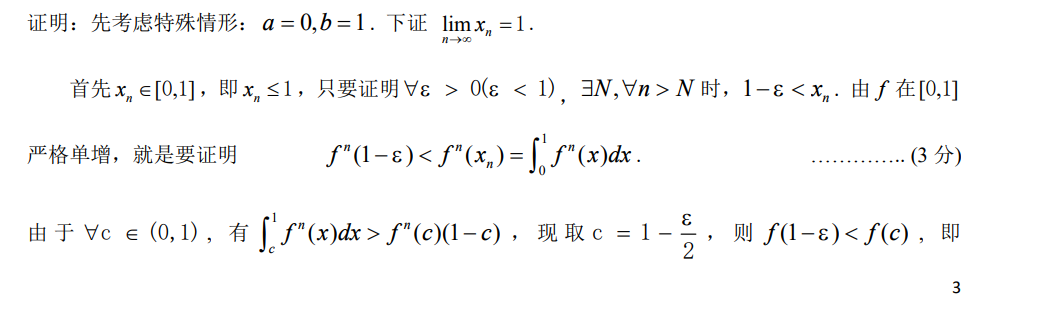 证明：先考虑特殊情形：a = 0, b = 1. 下证 lim_{n→∞} x_n = 1.
首先 x_n ∈ [0,1]，即 x_n ≤ 1，只要证明 ∀ε > 0(ε < 1), ∃N, ∀n > N 时, 1 − ε < x_n. 由 f 在[0,1]
严格单增，就是要证明 f^n(1 − ε) < f^n(x_n) = ∫_0^1 f^n(x)dx. ………….. (3 分)
由于 ∀c ∈ (0,1), 有 ∫_c^1 f^n(x)dx > f^n(c)(1 − c), 现取 c = 1 − ε/2, 则 f(1 − ε) < f(c), 即
3